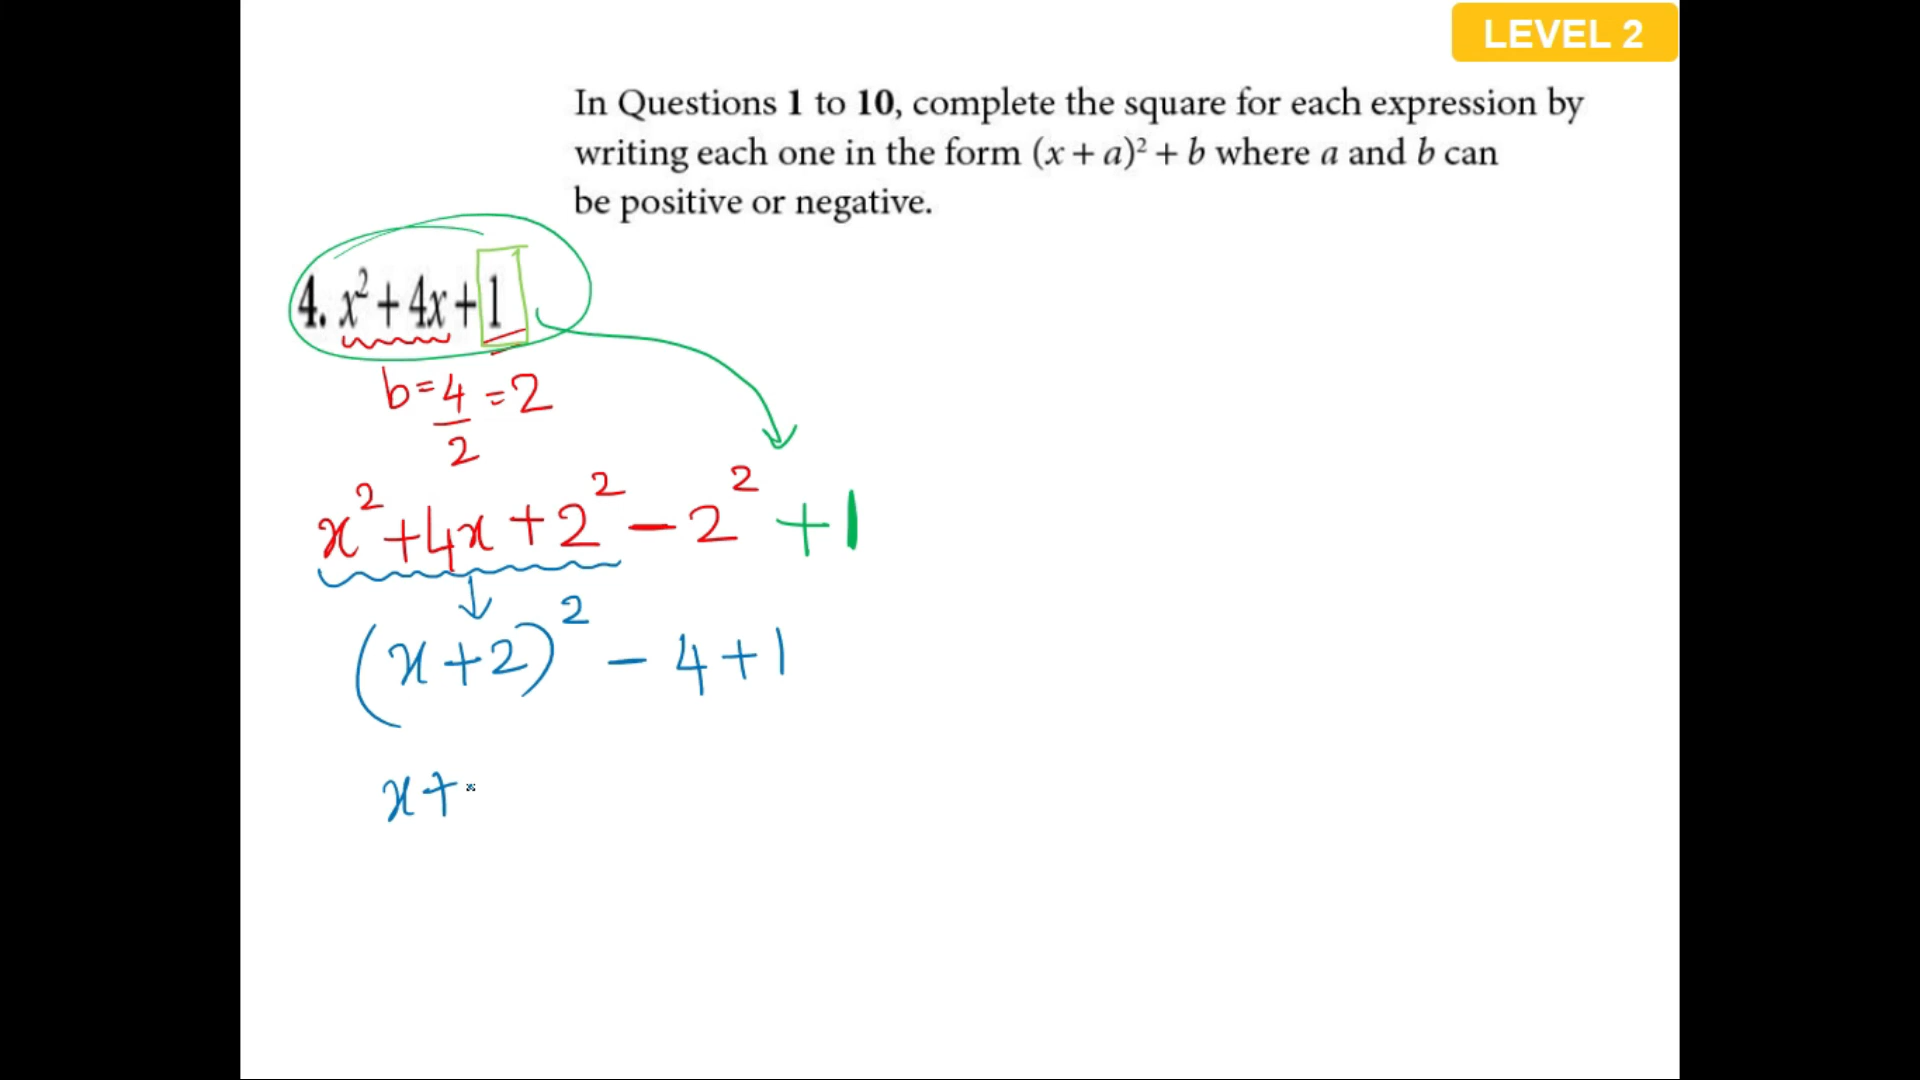 LEVEL 2
In Questions 1 to 10, complete the square for each expression by
writing each one in the form (x + a)² + b where a and b can
be positive or negative.
4. x² + 4x + 1
b = 4/2 = 2
x² + 4x + 2² − 2² + 1
(x + 2)² − 4 + 1
x +